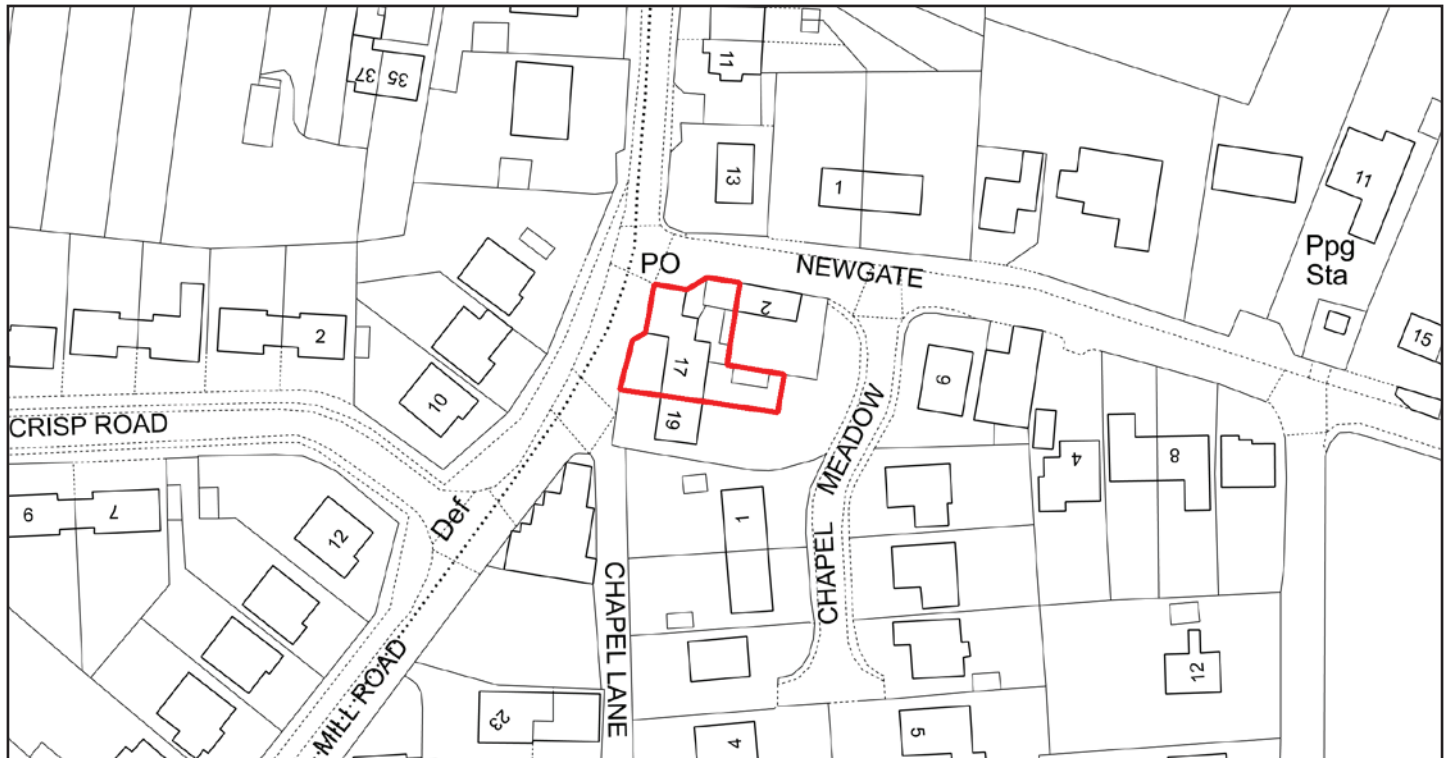 37
35
11
13
1
11
PO
NEWGATE
Ppg
Sta
2
2
15
17
10
6
CRISP ROAD
19
MEADOW
4
8
9
7
Def
12
1
CHAPEL
CHAPEL LANE
MILL ROAD
12
23
4
5